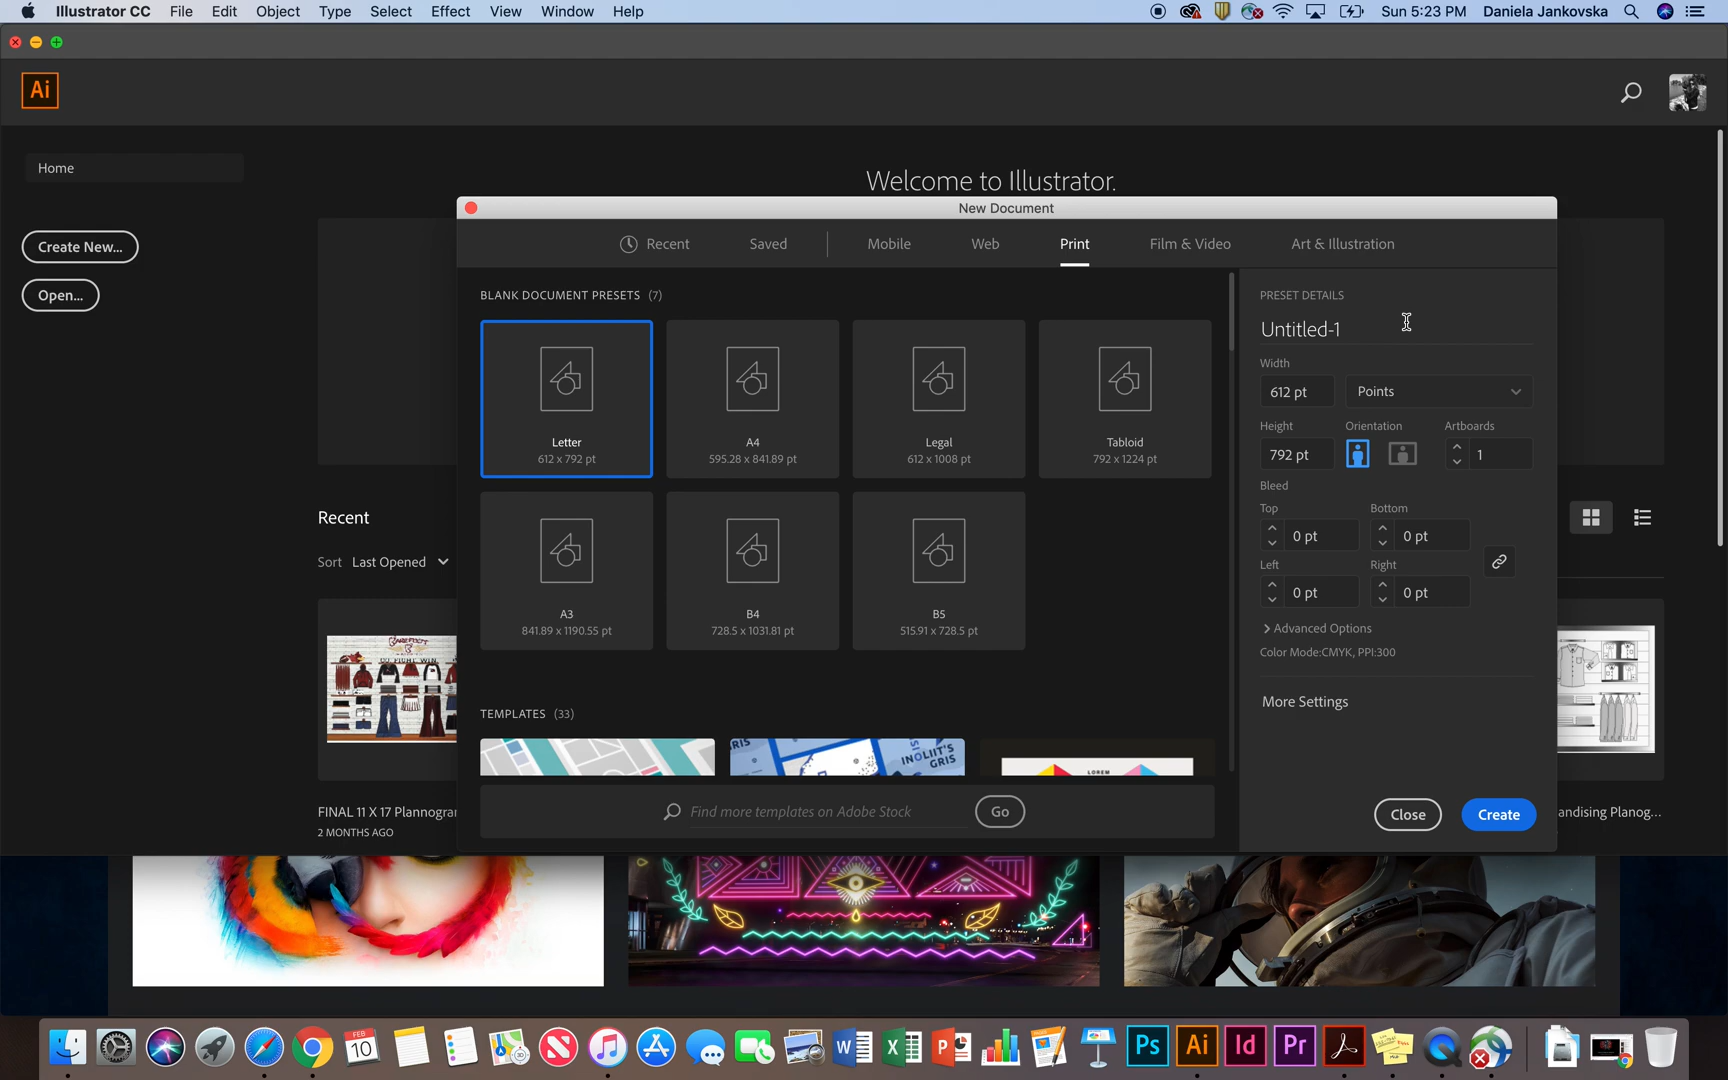 Illustrator CC File Edit Object Type Select Effect View Window Help
Sun 5:23 PM Daniela Jankovska
Ai
Home
Welcome to Illustrator.
Create New...
Open...
New Document
Recent Saved Mobile Web Print Film & Video Art & Illustration
BLANK DOCUMENT PRESETS (7)
Letter
612 x 792 pt
A4
595.28 x 841.89 pt
Legal
612 x 1008 pt
Tabloid
792 x 1224 pt
A3
841.89 x 1190.55 pt
B4
728.5 x 1031.81 pt
B5
515.91 x 728.5 pt
TEMPLATES (33)
RIS
INOLIIT'S
GRIS
LOREM
Find more templates on Adobe Stock
Go
PRESET DETAILS
Untitled-1
Width
612 pt
Points
Height Orientation Artboards
792 pt
1
Bleed
Top Bottom
0 pt 0 pt
Left Right
0 pt 0 pt
Advanced Options
Color Mode:CMYK, PPI:300
More Settings
Close
Create
Recent
Sort Last Opened
FINAL 11 X 17 Plannogra
2 MONTHS AGO
andising Planog...
FEB
10
W
X
P
Ps
Ai
Id
Pr